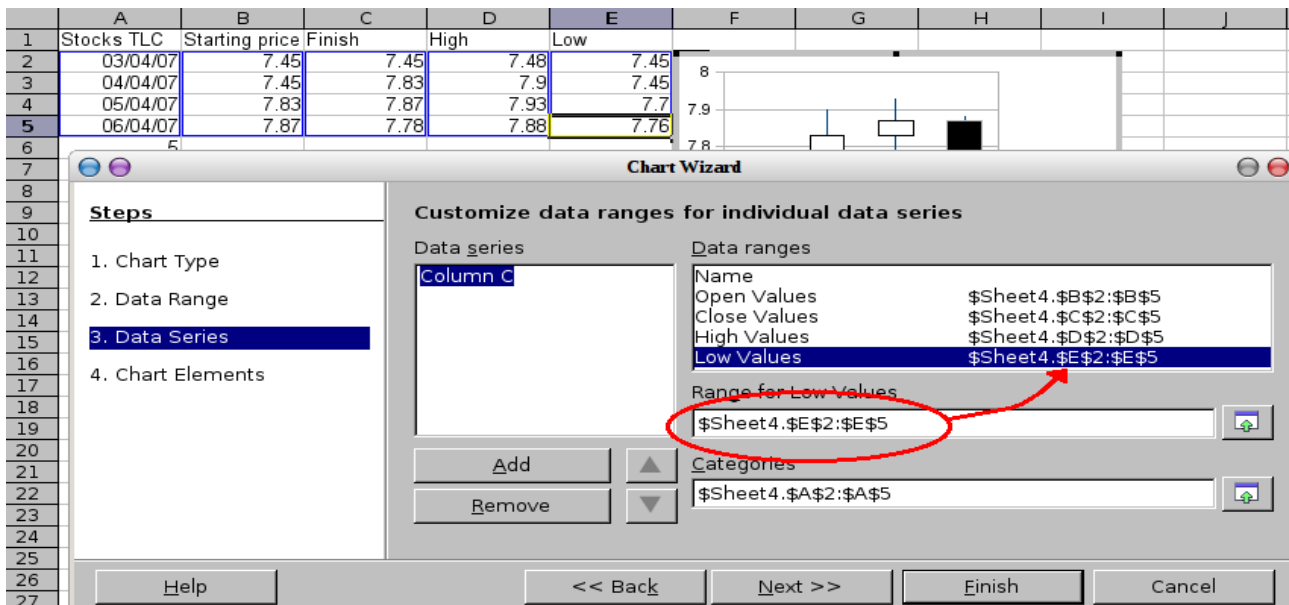 A B C D E F G H I J
1 Stocks TLC Starting price Finish High Low
2 03/04/07 7.45 7.45 7.48 7.45
3 04/04/07 7.45 7.83 7.9 7.45
4 05/04/07 7.83 7.87 7.93 7.7
5 06/04/07 7.87 7.78 7.88 7.76
6 5
7
8
9
10
11
12
13
14
15
16
17
18
19
20
21
22
23
24
25
26
27
8
7.9
7.8
Chart Wizard
Steps
1. Chart Type
2. Data Range
3. Data Series
4. Chart Elements
Customize data ranges for individual data series
Data series
Column C
Add
Remove
Data ranges
Name
Open Values $Sheet4.$B$2:$B$5
Close Values $Sheet4.$C$2:$C$5
High Values $Sheet4.$D$2:$D$5
Low Values $Sheet4.$E$2:$E$5
Range for Low Values
$Sheet4.$E$2:$E$5
Categories
$Sheet4.$A$2:$A$5
Help << Back Next >> Finish Cancel